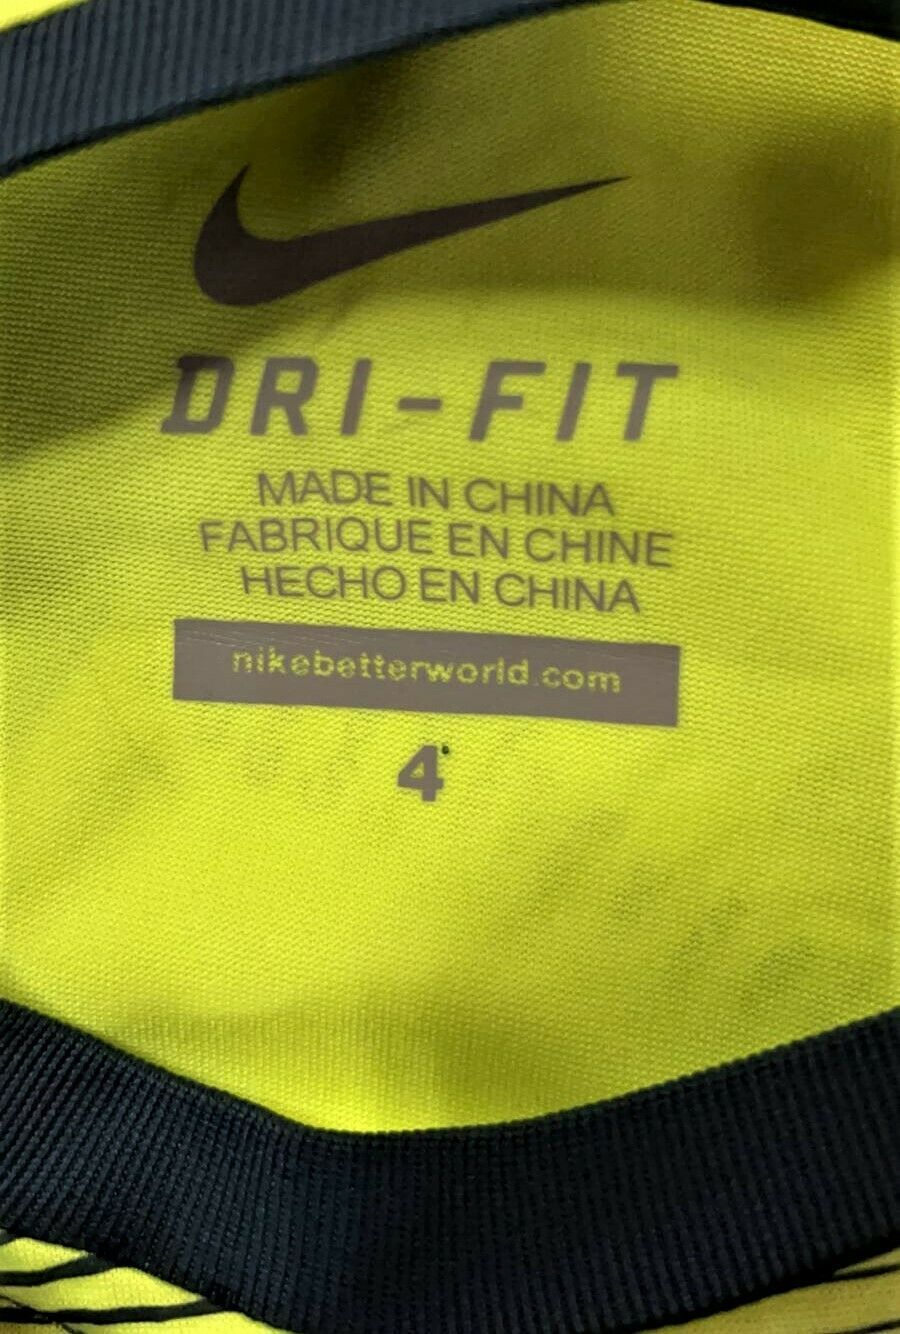 DRI-FIT
MADE IN CHINA
FABRIQUE EN CHINE
HECHO EN CHINA
nikebetterworld.com
4